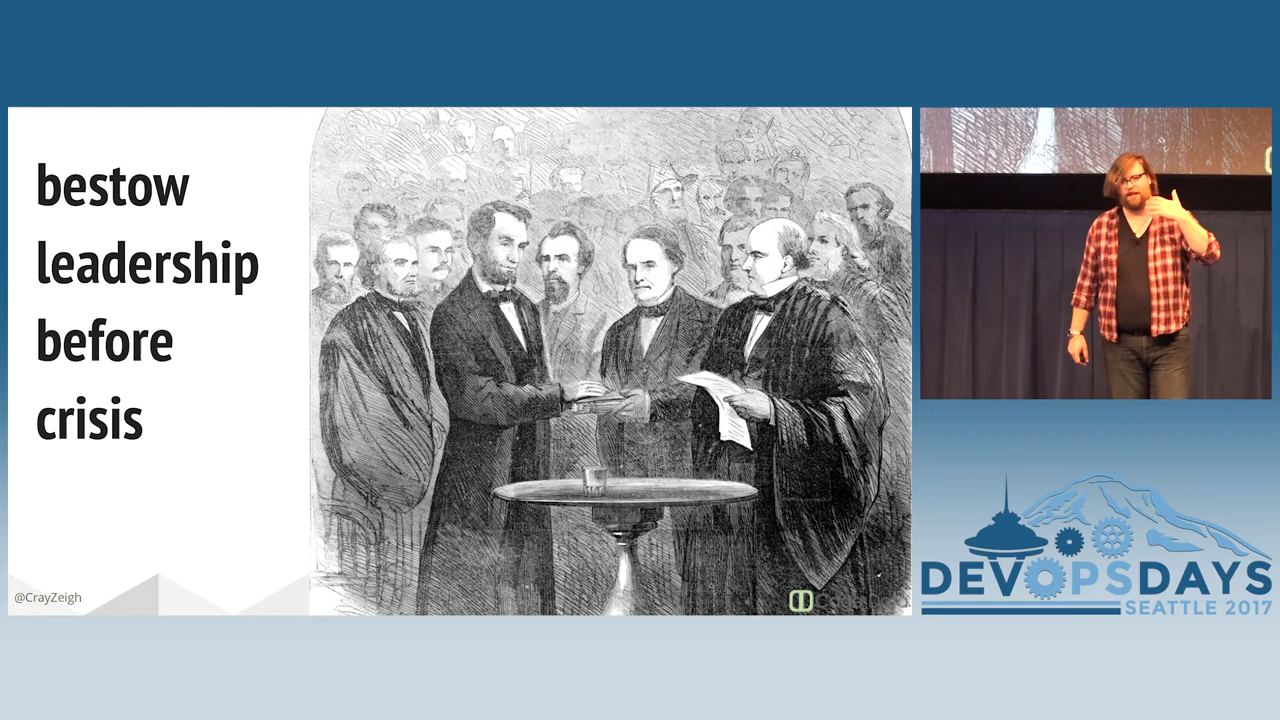 bestow
leadership
before
crisis
@CrayZeigh
DEVOPSDAYS
SEATTLE 2017